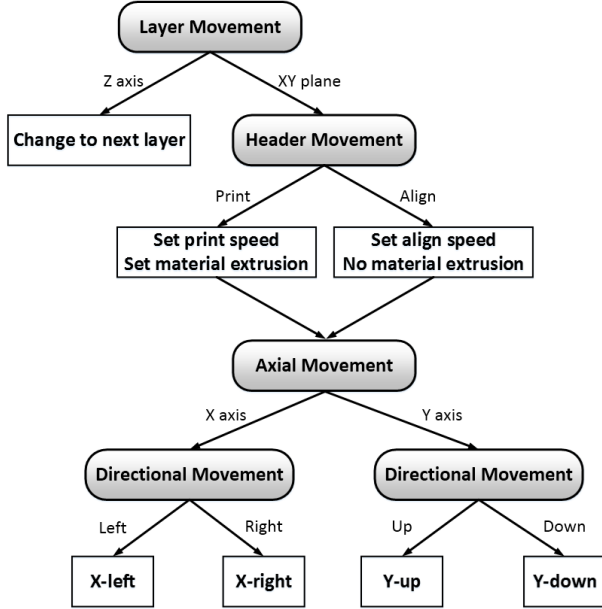 Layer Movement
Z axis
XY plane
Change to next layer
Header Movement
Print
Align
Set print speed
Set material extrusion
Set align speed
No material extrusion
Axial Movement
X axis
Y axis
Directional Movement
Directional Movement
Left
Right
Up
Down
X-left
X-right
Y-up
Y-down